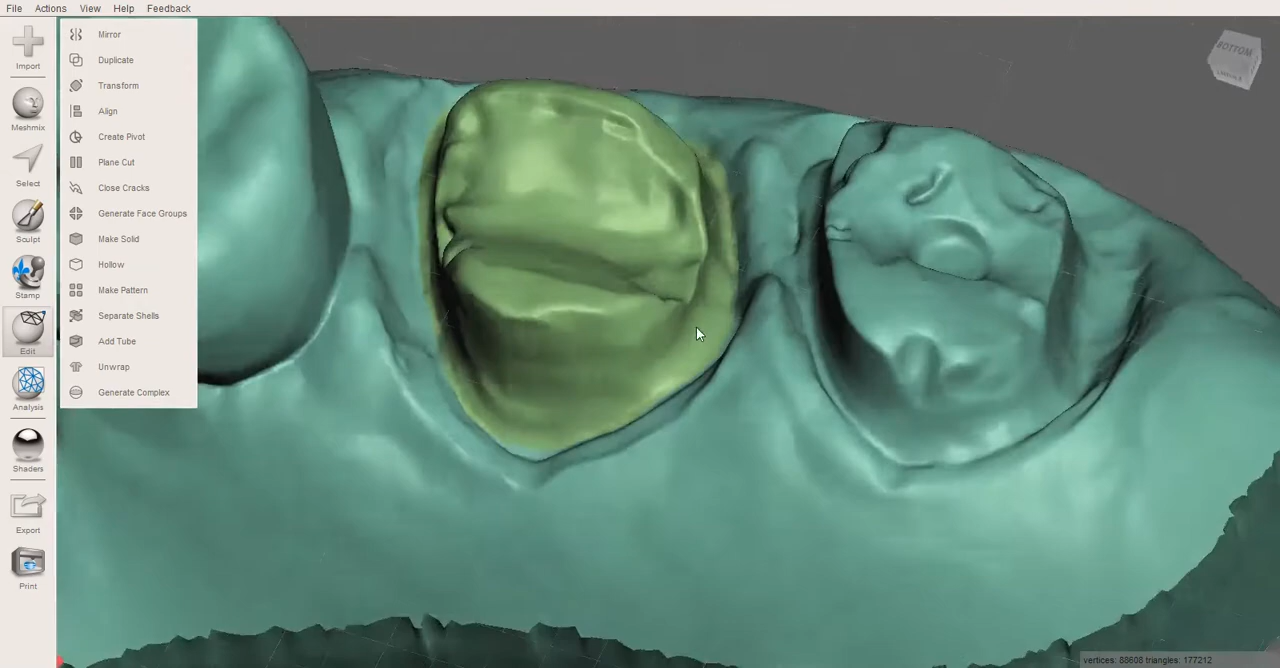 File Actions View Help Feedback
Import
Meshmix
Select
Sculpt
Stamp
Edit
Analysis
Shaders
Export
Print
Mirror
Duplicate
Transform
Align
Create Pivot
Plane Cut
Close Cracks
Generate Face Groups
Make Solid
Hollow
Make Pattern
Separate Shells
Add Tube
Unwrap
Generate Complex
BOTTOM
vertices: 88608 triangles: 177212